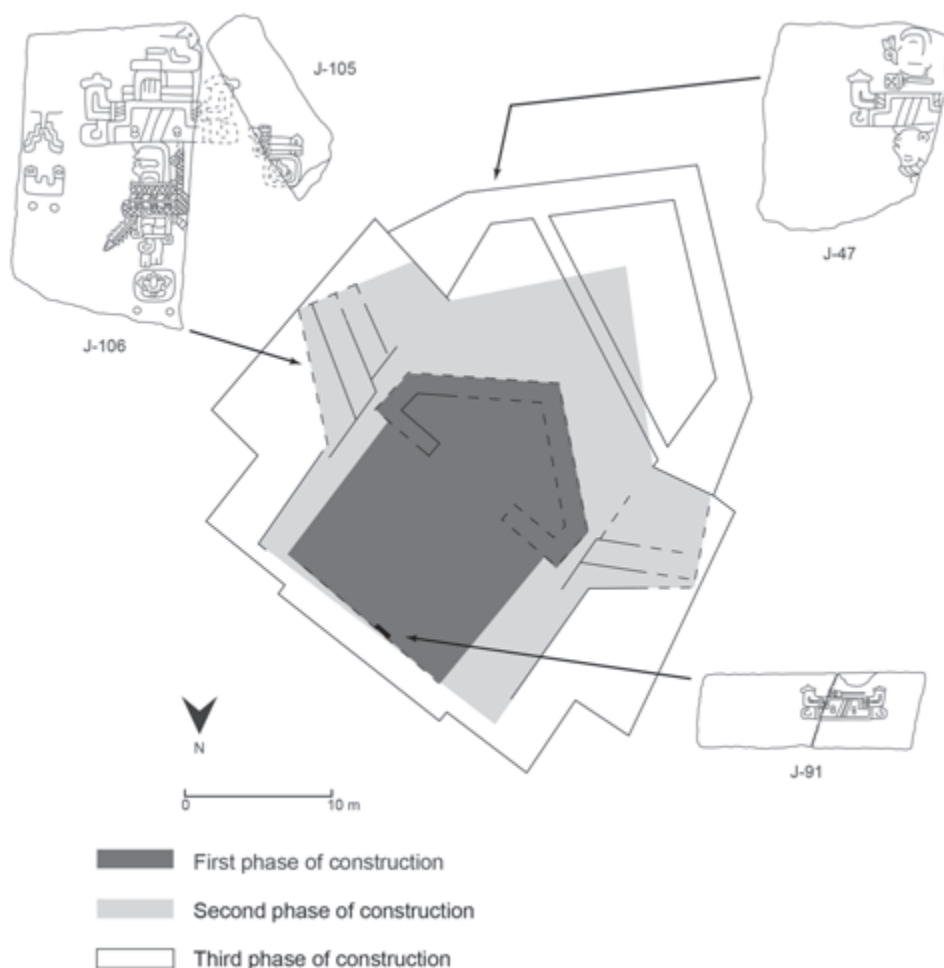 J-105
J-47
J-106
J-91
N
0 10 m
First phase of construction
Second phase of construction
Third phase of construction